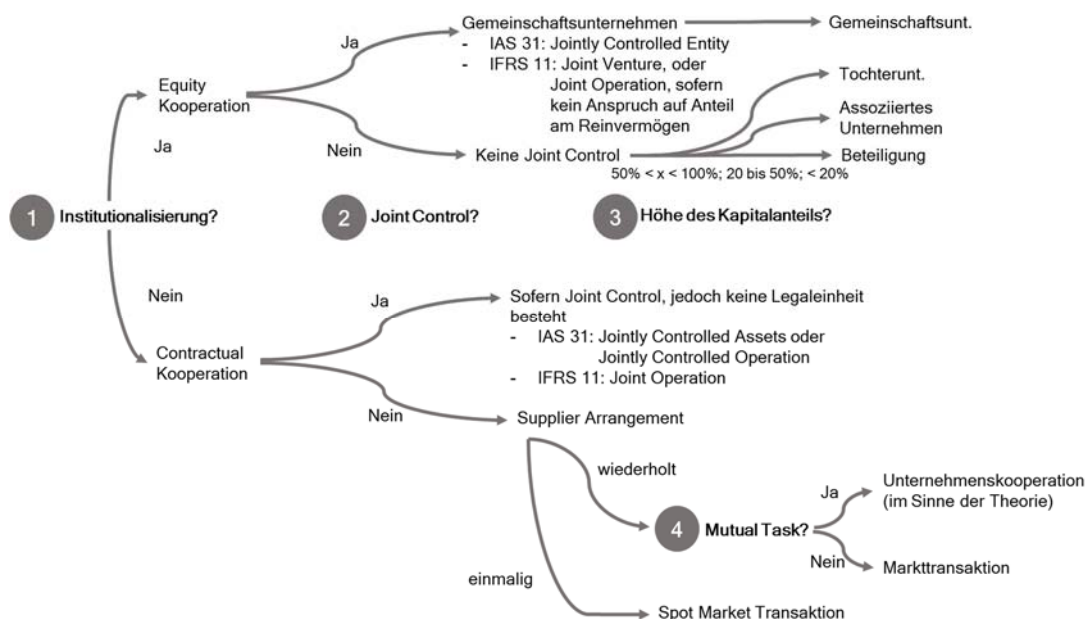 Gemeinschaftsunternehmen
- IAS 31: Jointly Controlled Entity
- IFRS 11: Joint Venture, oder
Joint Operation, sofern
kein Anspruch auf Anteil
am Reinvermögen
Gemeinschaftsunt.
Ja
Equity
Kooperation
Ja
Nein
Keine Joint Control
Tochterunt.
Assoziiertes
Unternehmen
Beteiligung
50% < x < 100%; 20 bis 50%; < 20%
1 Institutionalisierung?
2 Joint Control?
3 Höhe des Kapitalanteils?
Nein
Contractual
Kooperation
Ja
Sofern Joint Control, jedoch keine Legaleinheit
besteht
- IAS 31: Jointly Controlled Assets oder
Jointly Controlled Operation
- IFRS 11: Joint Operation
Nein
Supplier Arrangement
wiederholt
4 Mutual Task?
Ja
Unternehmenskooperation
(im Sinne der Theorie)
Nein
Markttransaktion
einmalig
Spot Market Transaktion